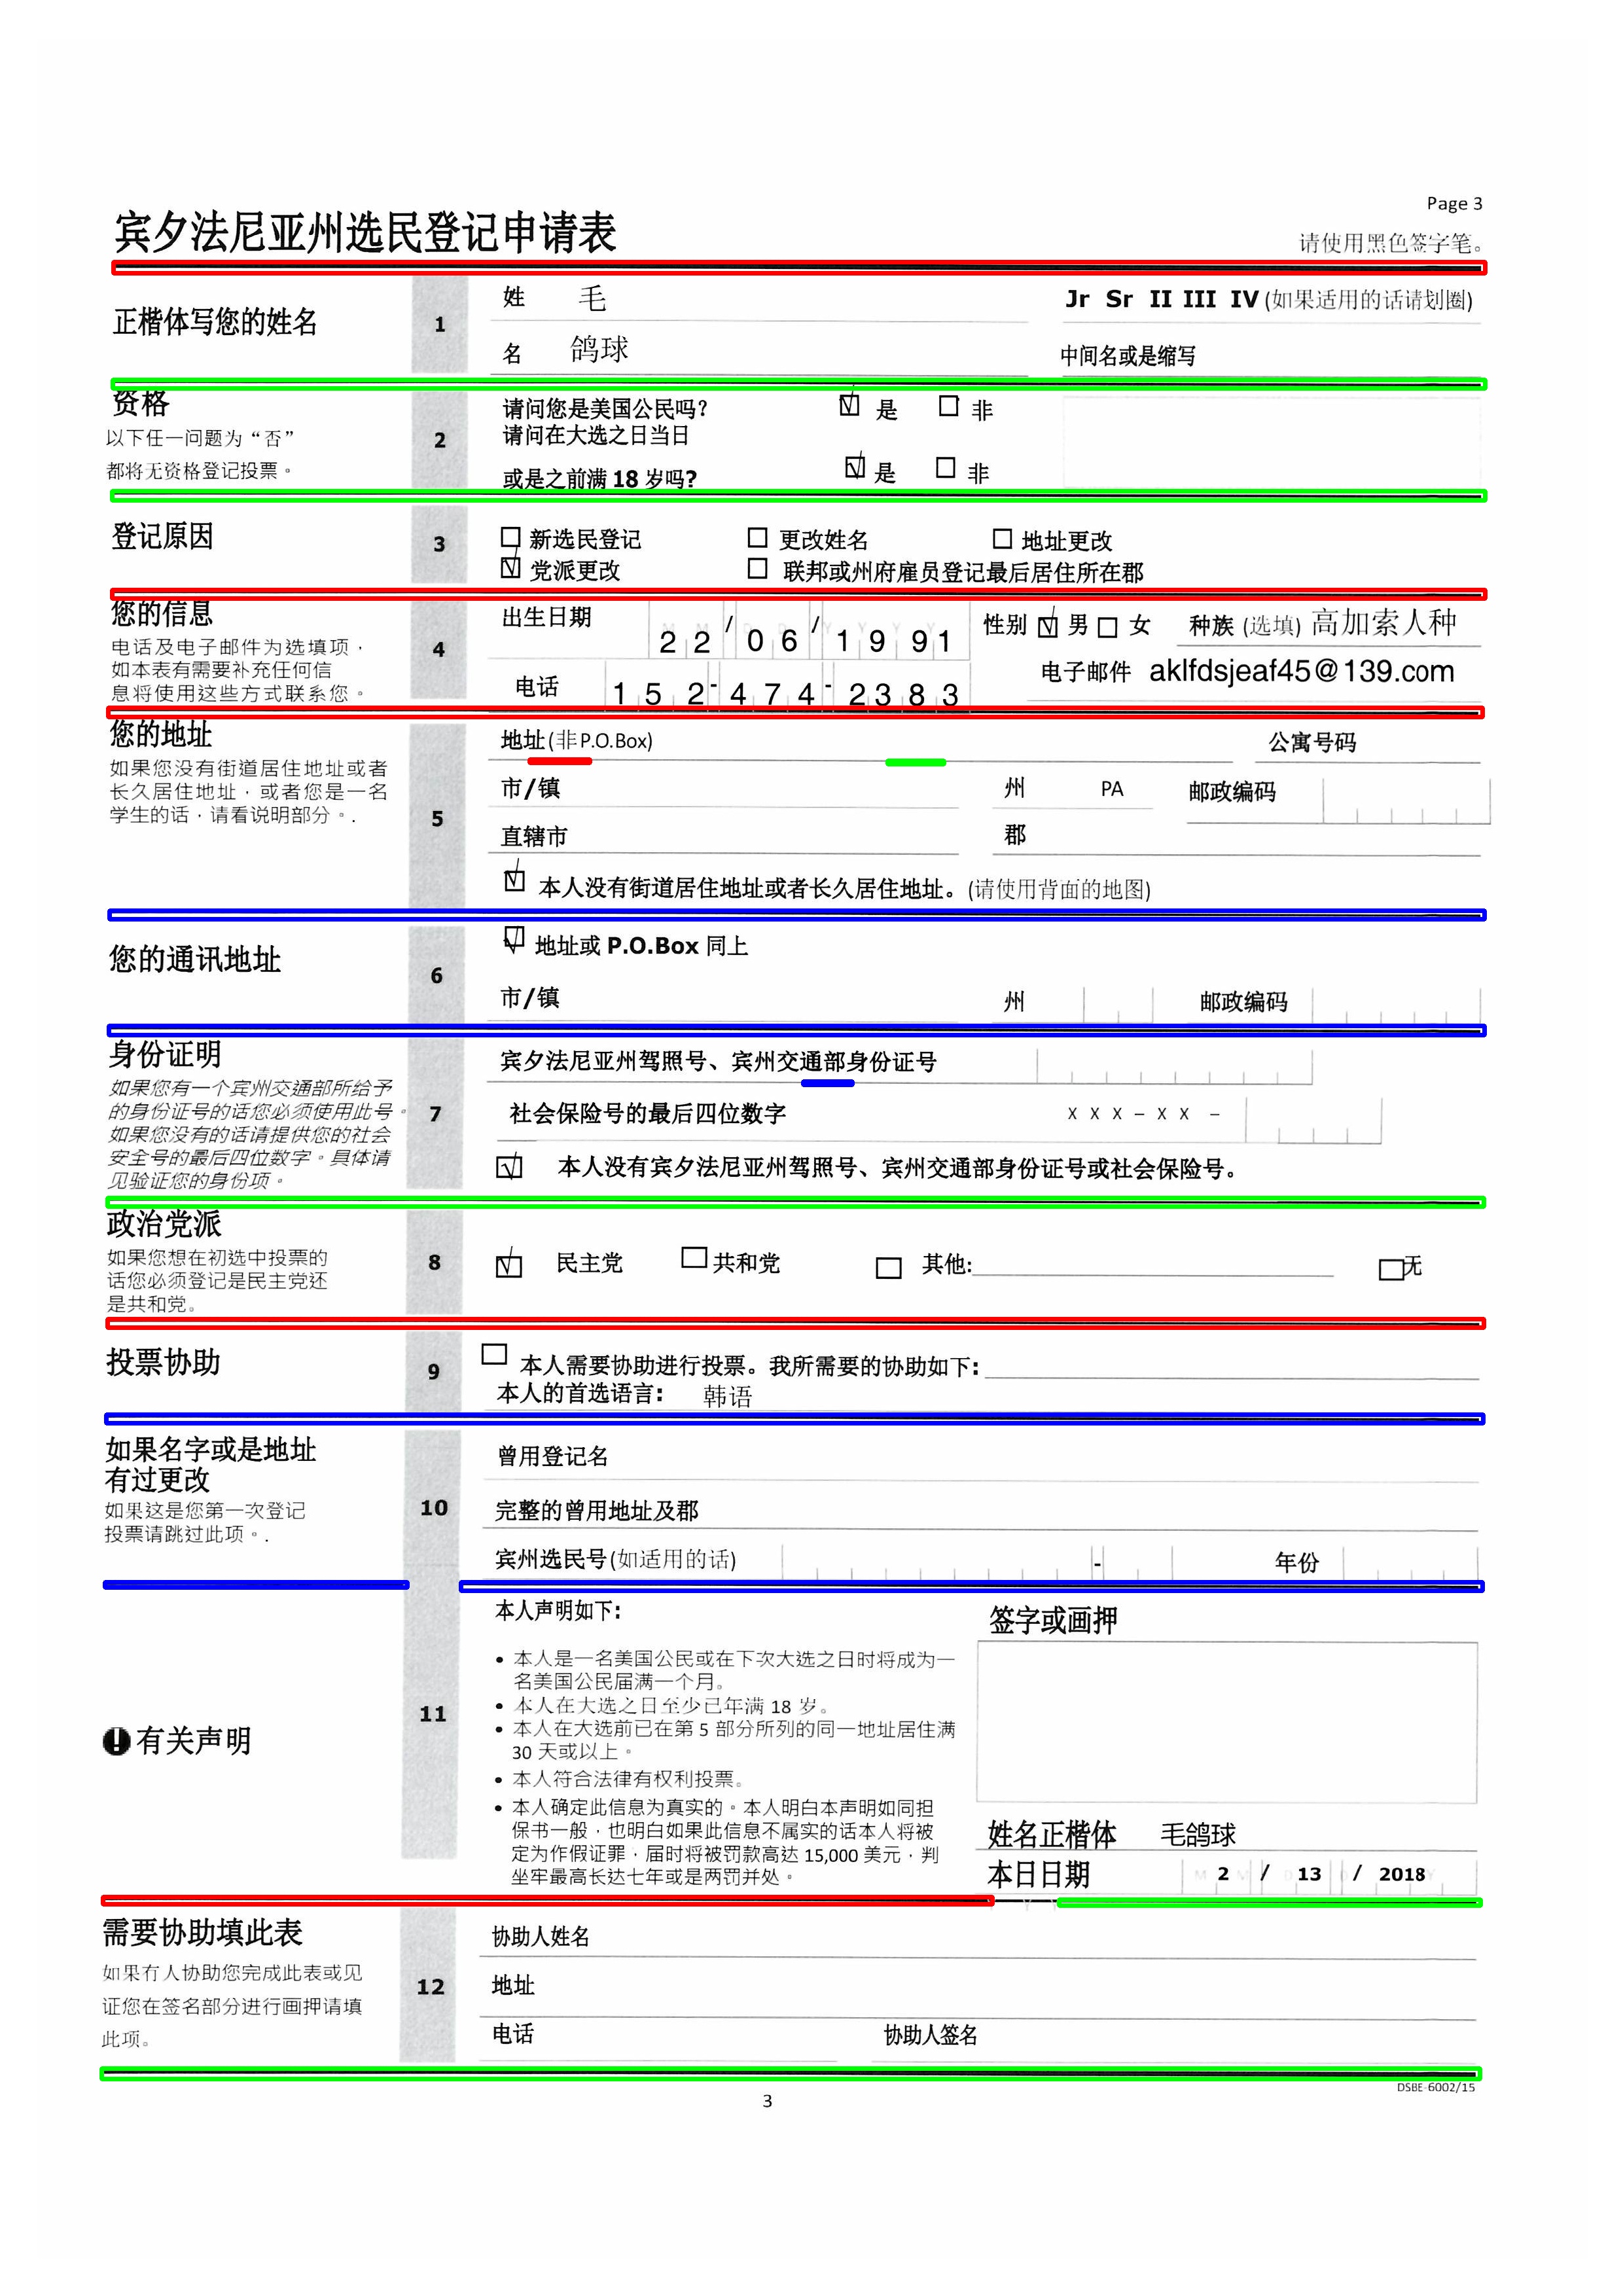 Page 3
宾夕法尼亚州选民登记申请表
请使用黑色签字笔。
正楷体写您的姓名
1
姓 毛
Jr Sr II III IV (如果适用的话请划圈)
名 鸽球
中间名或是缩写
资格
以下任一问题为“否”
都将无资格登记投票。
2
请问您是美国公民吗? 是 非
请问在大选之日当日
或是之前满 18 岁吗? 是 非
登记原因
3
新选民登记 更改姓名 地址更改
党派更改 联邦或州府雇员登记最后居住所在郡
您的信息
电话及电子邮件为选填项,
如本表有需要补充任何信
息将使用这些方式联系您。
4
出生日期 22/06/1991 性别 男 女 种族 (选填) 高加索人种
电话 152-474-2383 电子邮件 aklfdsjeaf45@139.com
您的地址
如果您没有街道居住地址或者
长久居住地址,或者您是一名
学生的话,请看说明部分。.
5
地址(非P.O.Box) 公寓号码
市/镇 州 PA 邮政编码
直辖市 郡
本人没有街道居住地址或者长久居住地址。(请使用背面的地图)
您的通讯地址
6
地址或 P.O.Box 同上
市/镇 州 邮政编码
身份证明
如果您有一个宾州交通部所给予
的身份证号的话您必须使用此号。
如果您没有的话请提供您的社会
安全号的最后四位数字。具体请
见验证您的身份项。
7
宾夕法尼亚州驾照号、宾州交通部身份证号
社会保险号的最后四位数字 X X X – X X –
本人没有宾夕法尼亚州驾照号、宾州交通部身份证号或社会保险号。
政治党派
如果您想在初选中投票的
话您必须登记是民主党还
是共和党。
8
民主党 共和党 其他: 无
投票协助
9
本人需要协助进行投票。我所需要的协助如下:
本人的首选语言: 韩语
如果名字或是地址
有过更改
如果这是您第一次登记
投票请跳过此项。.
10
曾用登记名
完整的曾用地址及郡
宾州选民号(如适用的话) - 年份
有关声明
11
本人声明如下:
• 本人是一名美国公民或在下次大选之日时将成为一
名美国公民届满一个月。
• 本人在大选之日至少已年满 18 岁。
• 本人在大选前已在第 5 部分所列的同一地址居住满
30 天或以上。
• 本人符合法律有权利投票。
• 本人确定此信息为真实的。本人明白本声明如同担
保书一般,也明白如果此信息不属实的话本人将被
定为作假证罪,届时将被罚款高达 15,000 美元,判
坐牢最高长达七年或是两罚并处。
签字或画押
姓名正楷体 毛鸽球
本日日期 2 / 13 / 2018
需要协助填此表
如果有人协助您完成此表或见
证您在签名部分进行画押请填
此项。
12
协助人姓名
地址
电话 协助人签名
DSBE-6002/15
3